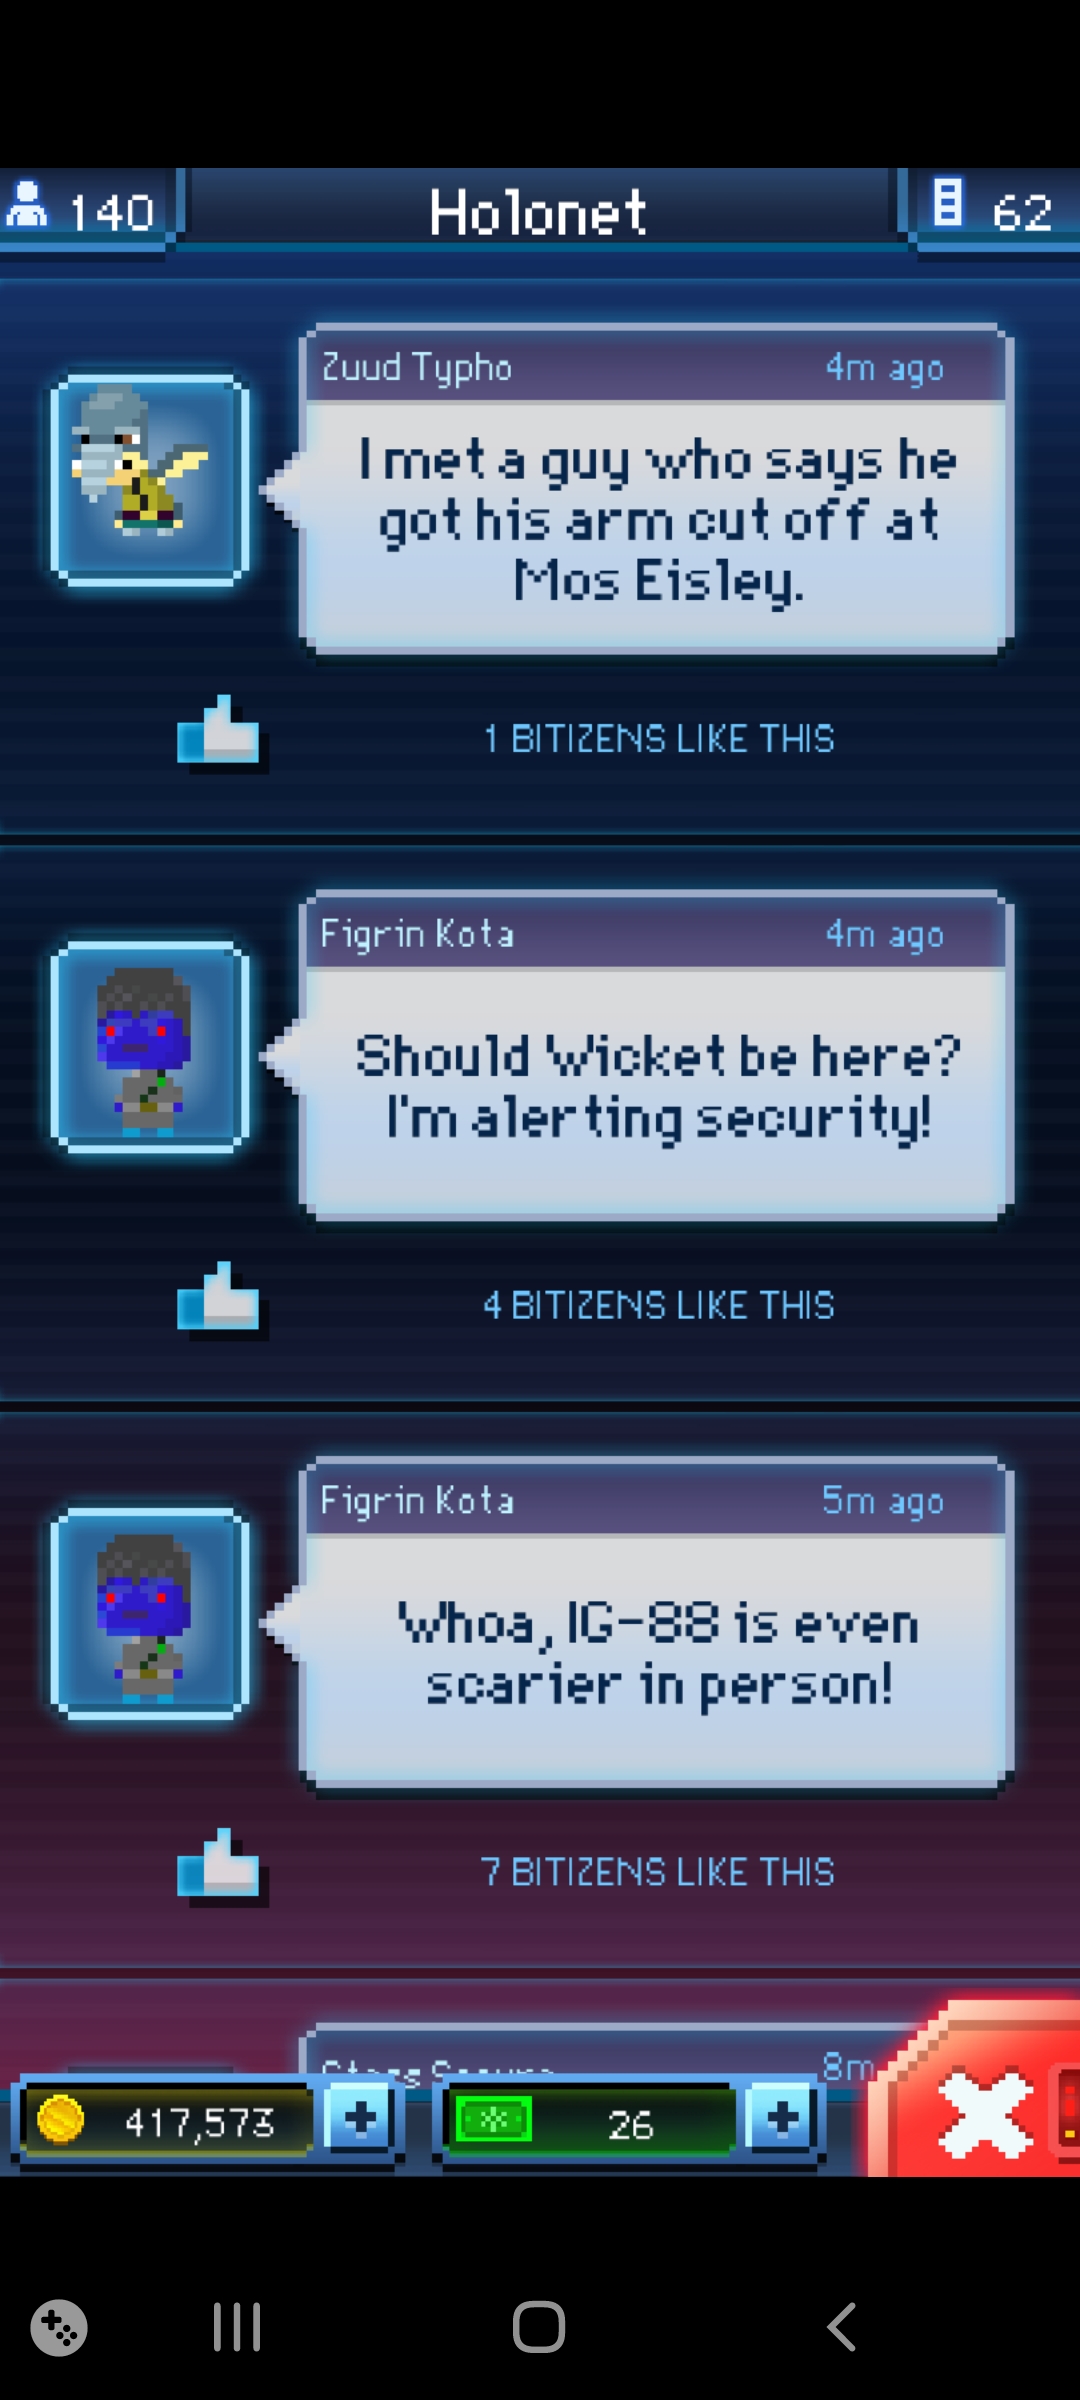 140 Holonet 62
Zuud Typho 4m ago
I met a guy who says he
got his arm cut off at
Mos Eisley.
1 BITIZENS LIKE THIS
Figrin Kota 4m ago
Should Wicket be here?
I'm alerting security!
4 BITIZENS LIKE THIS
Figrin Kota 5m ago
Whoa, IG-88 is even
scarier in person!
7 BITIZENS LIKE THIS
8m
417,573 26